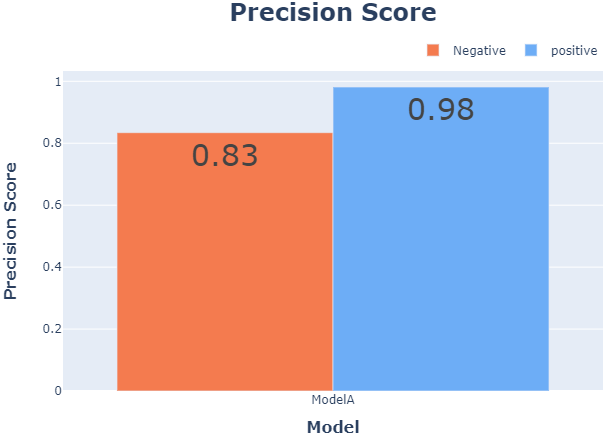 Precision Score
Negative
positive
Precision Score
1
0.8
0.6
0.4
0.2
0
0.83
0.98
ModelA
Model